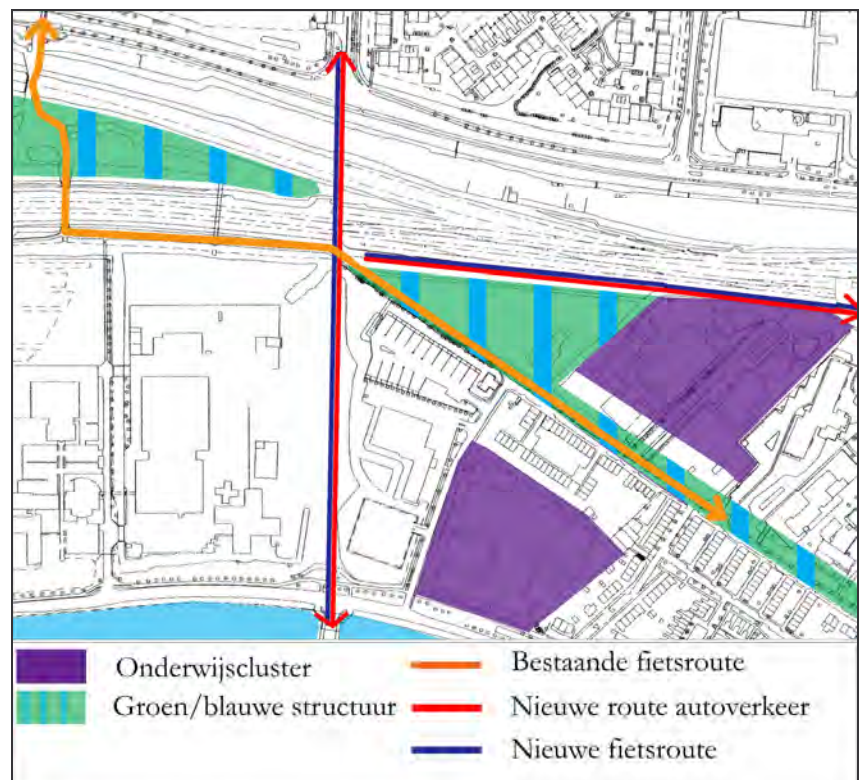 Onderwijscluster
Groen/blauwe structuur
Bestaande fietsroute
Nieuwe route autoverkeer
Nieuwe fietsroute